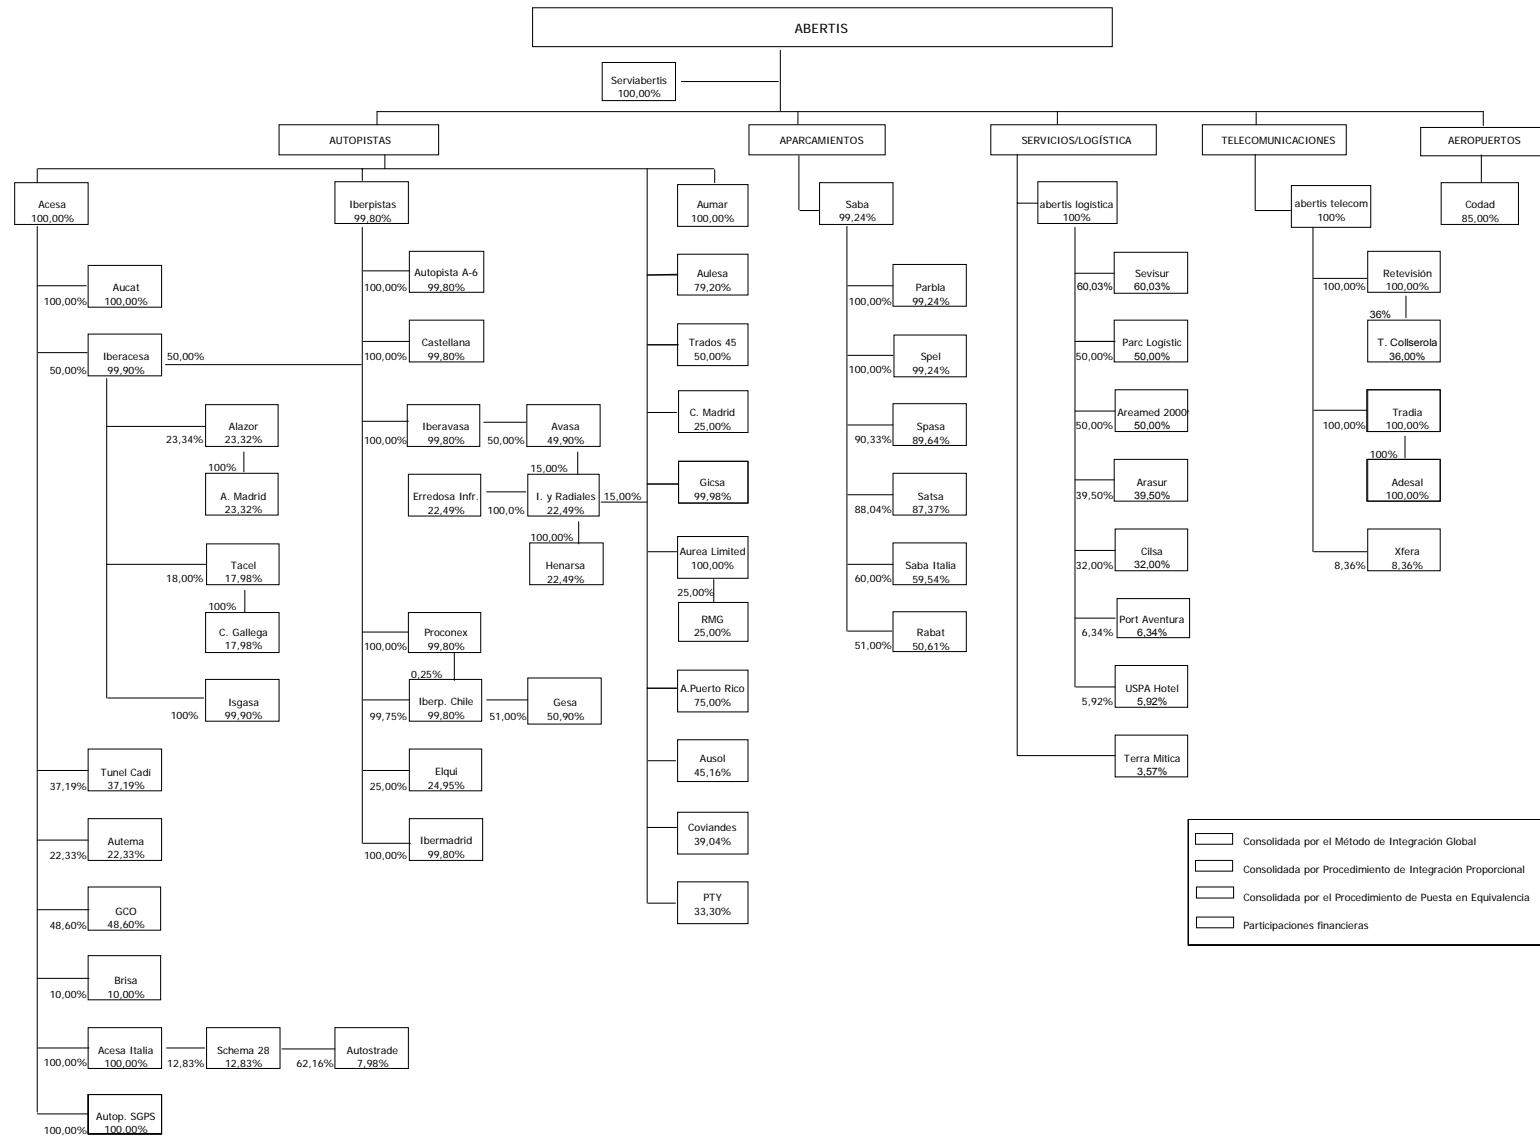 ABERTIS
Serviabertis
100,00%
AUTOPISTAS
APARCAMIENTOS
SERVICIOS/LOGÍSTICA
TELECOMUNICACIONES
AEROPUERTOS
Acesa
100,00%
Aucat
100,00%
100,00%
Iberacesa
50,00%
99,90%
50,00%
Alazor
23,34%
23,32%
100%
A. Madrid
23,32%
Tacel
18,00%
17,98%
100%
C. Gallega
17,98%
Isgasa
100%
99,90%
Tunel Cadí
37,19%
37,19%
Autema
22,33%
22,33%
GCO
48,60%
48,60%
Brisa
10,00%
10,00%
Acesa Italia
100,00%
100,00%
Schema 28
12,83%
12,83%
Autostrade
62,16%
7,98%
Autop. SGPS
100,00%
100,00%
Iberpistas
99,80%
Autopista A-6
100,00%
99,80%
Castellana
100,00%
99,80%
Iberavasa
100,00%
99,80%
Avasa
50,00%
49,90%
15,00%
Erredosa Infr.
22,49%
100,0%
I. y Radiales
22,49%
15,00%
100,00%
Henarsa
22,49%
Proconex
100,00%
99,80%
0,25%
Iberp. Chile
99,75%
99,80%
Gesa
51,00%
50,90%
Elqui
25,00%
24,95%
Ibermadrid
100,00%
99,80%
Aumar
100,00%
Aulesa
79,20%
Trados 45
50,00%
C. Madrid
25,00%
Gicsa
99,98%
Aurea Limited
100,00%
25,00%
RMG
25,00%
A.Puerto Rico
75,00%
Ausol
45,16%
Coviandes
39,04%
PTY
33,30%
Saba
99,24%
Parbla
100,00%
99,24%
Spel
100,00%
99,24%
Spasa
90,33%
89,64%
Satsa
88,04%
87,37%
Saba Italia
60,00%
59,54%
Rabat
51,00%
50,61%
abertis logística
100%
Sevisur
60,03%
60,03%
Parc Logístic
50,00%
50,00%
Areamed 2000
50,00%
50,00%
Arasur
39,50%
39,50%
Cilsa
32,00%
32,00%
Port Aventura
6,34%
6,34%
USPA Hotel
5,92%
5,92%
Terra Mítica
3,57%
abertis telecom
100%
Retevisión
100,00%
100,00%
36%
T. Collserola
36,00%
Tradia
100,00%
100,00%
100%
Adesal
100,00%
Xfera
8,36%
8,36%
Codad
85,00%
Consolidada por el Método de Integración Global
Consolidada por Procedimiento de Integración Proporcional
Consolidada por el Procedimiento de Puesta en Equivalencia
Participaciones financieras